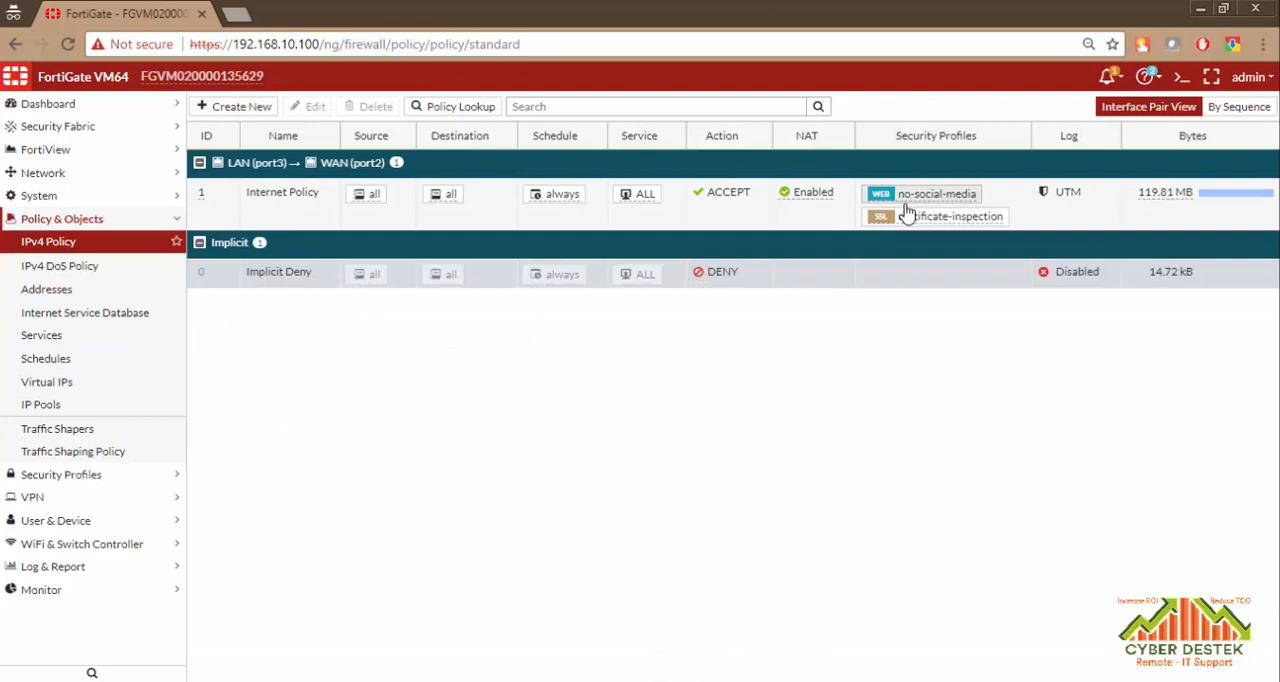 FortiGate - FGVM020000
Not secure https://192.168.10.100/ng/firewall/policy/policy/standard
FortiGate VM64 FGVM020000135629 1 2 admin
Dashboard
Security Fabric
FortiView
Network
System
Policy & Objects
IPv4 Policy
IPv4 DoS Policy
Addresses
Internet Service Database
Services
Schedules
Virtual IPs
IP Pools
Traffic Shapers
Traffic Shaping Policy
Security Profiles
VPN
User & Device
WiFi & Switch Controller
Log & Report
Monitor
Create New Edit Delete Policy Lookup Search Interface Pair View By Sequence
ID Name Source Destination Schedule Service Action NAT Security Profiles Log Bytes
LAN (port3) → WAN (port2) 1
1 Internet Policy all all always ALL ACCEPT Enabled WEB no-social-media UTM 119.81 MB
SSL tificate-inspection
Implicit 1
0 Implicit Deny all all always ALL DENY Disabled 14.72 kB
Increase ROI Reduce TCO
CYBER DESTEK
Remote - IT Support